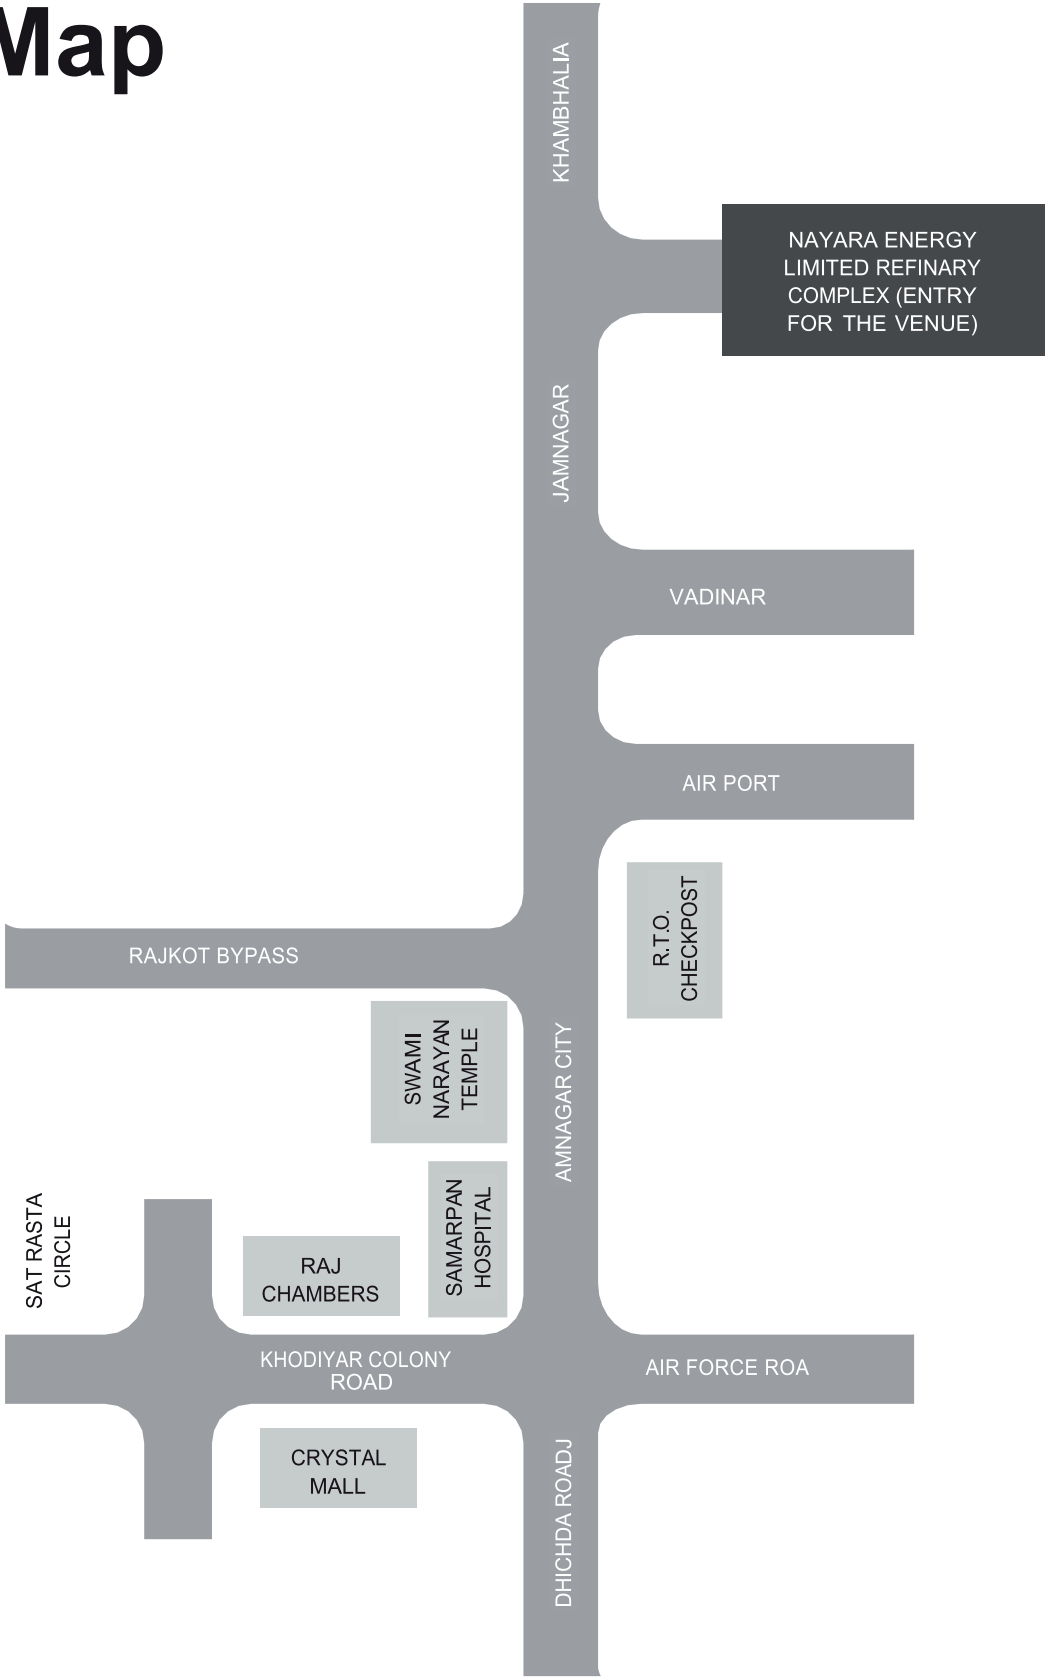 Map
KHAMBHALIA
NAYARA ENERGY
LIMITED REFINARY
COMPLEX (ENTRY
FOR THE VENUE)
JAMNAGAR
VADINAR
AIR PORT
R.T.O.
CHECKPOST
RAJKOT BYPASS
SWAMI
NARAYAN
TEMPLE
AMNAGAR CITY
SAMARPAN
HOSPITAL
SAT RASTA
CIRCLE
RAJ
CHAMBERS
KHODIYAR COLONY
ROAD
AIR FORCE ROA
CRYSTAL
MALL
DHICHDA ROADJ